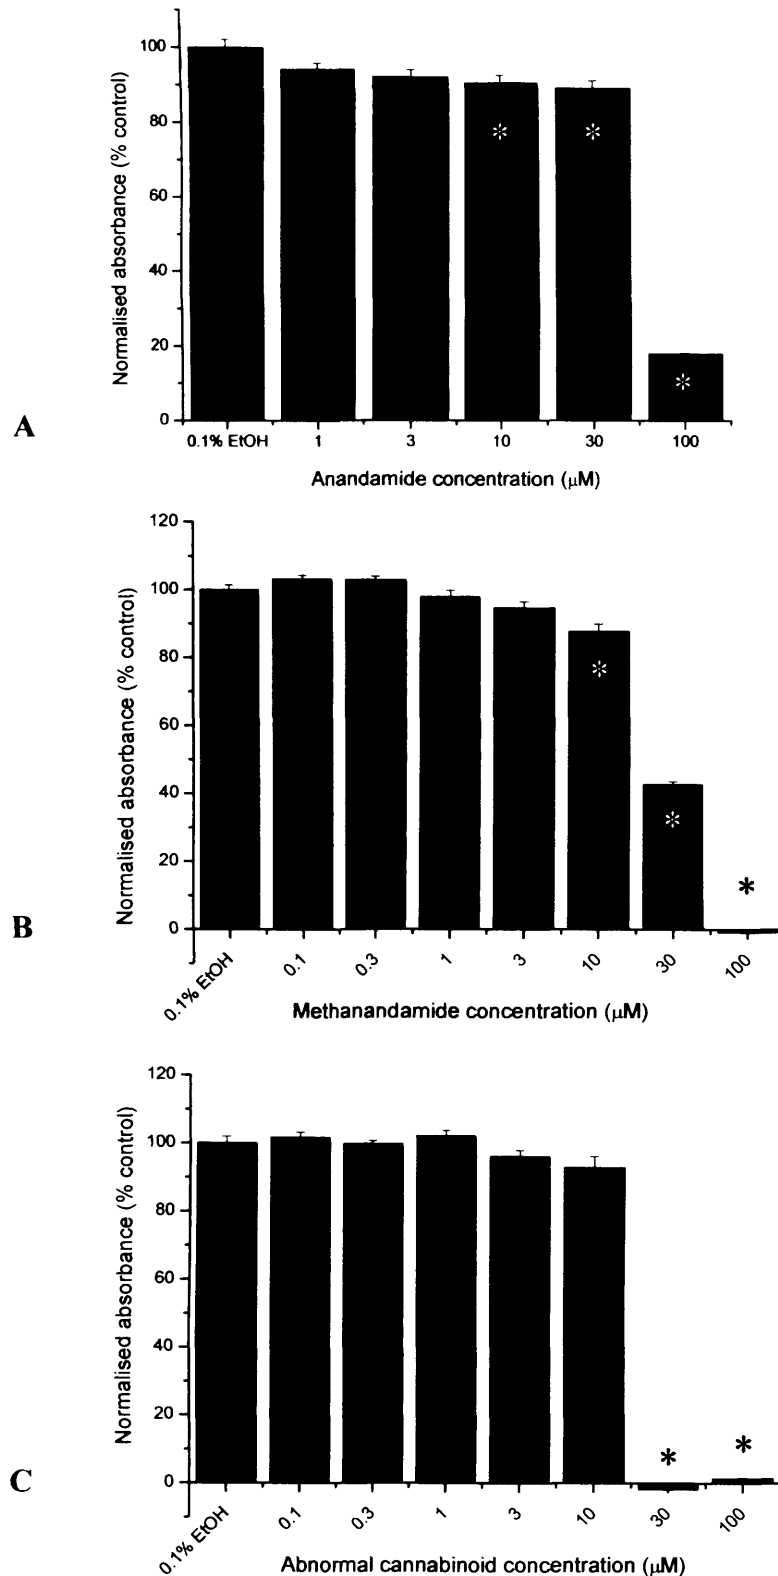 Normalised absorbance (% control)
100
80
60
40
20
0
A
0.1% EtOH 1 3 10 30 100
* * *
Anandamide concentration (μM)
Normalised absorbance (% control)
120
100
80
60
40
20
0
B
0.1% EtOH 0.1 0.3 1 3 10 30 100
* * *
Methanandamide concentration (μM)
Normalised absorbance (% control)
120
100
80
60
40
20
0
C
0.1% EtOH 0.1 0.3 1 3 10 30 100
* *
Abnormal cannabinoid concentration (μM)